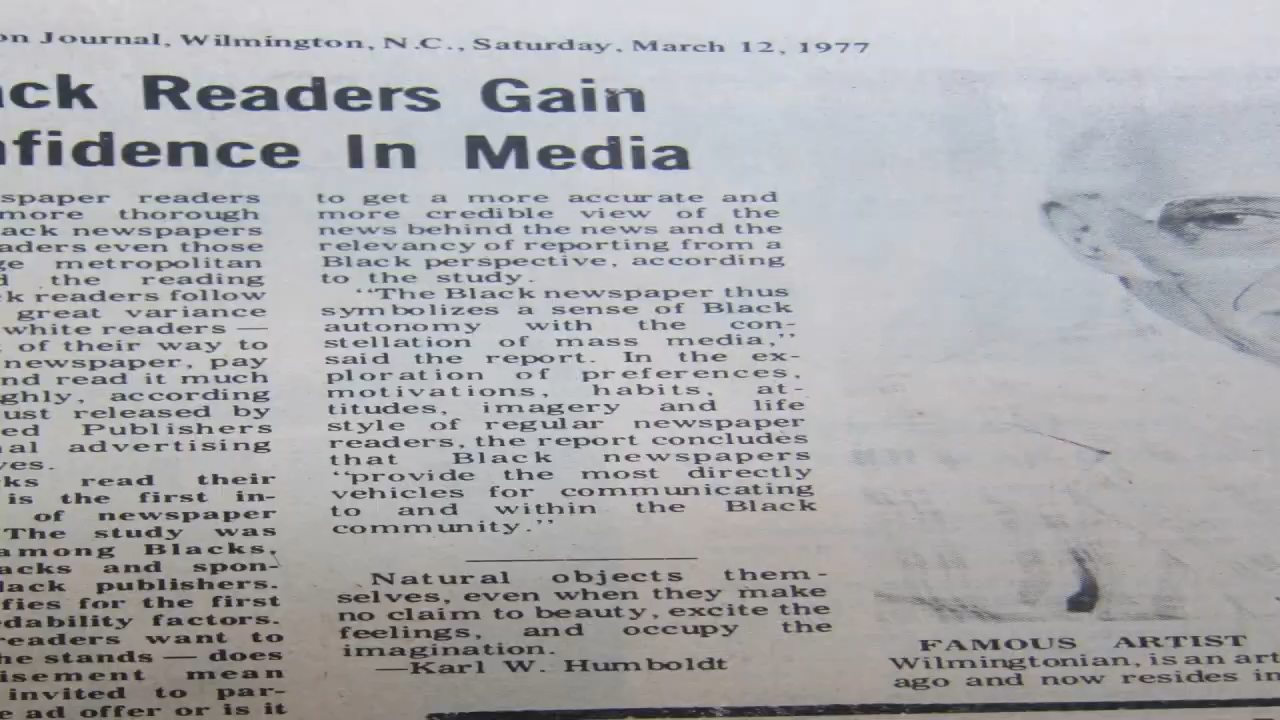 on Journal, Wilmington, N.C., Saturday, March 12, 1977
ck Readers Gain
nfidence In Media
spaper readers
more thorough
ack newspapers
aders even those
ge metropolitan
d the reading
k readers follow
great variance
white readers —
of their way to
newspaper, pay
nd read it much
ghly, according
ust released by
ed Publishers
al advertising
ves.
ks read their
is the first in-
of newspaper
The study was
among Blacks,
acks and spon-
lack publishers.
fies for the first
dability factors.
readers want to
he stands — does
isement mean
invited to par-
e ad offer or is it
to get a more accurate and
more credible view of the
news behind the news and the
relevancy of reporting from a
Black perspective, according
to the study.
"The Black newspaper thus
symbolizes a sense of Black
autonomy with the con-
stellation of mass media,"
said the report. In the ex-
ploration of preferences,
motivations, habits, at-
titudes, imagery and life
style of regular newspaper
readers, the report concludes
that Black newspapers
"provide the most directly
vehicles for communicating
to and within the Black
community."
Natural objects them-
selves, even when they make
no claim to beauty, excite the
feelings, and occupy the
imagination.
—Karl W. Humboldt
FAMOUS ARTIST
Wilmingtonian, is an art
ago and now resides in